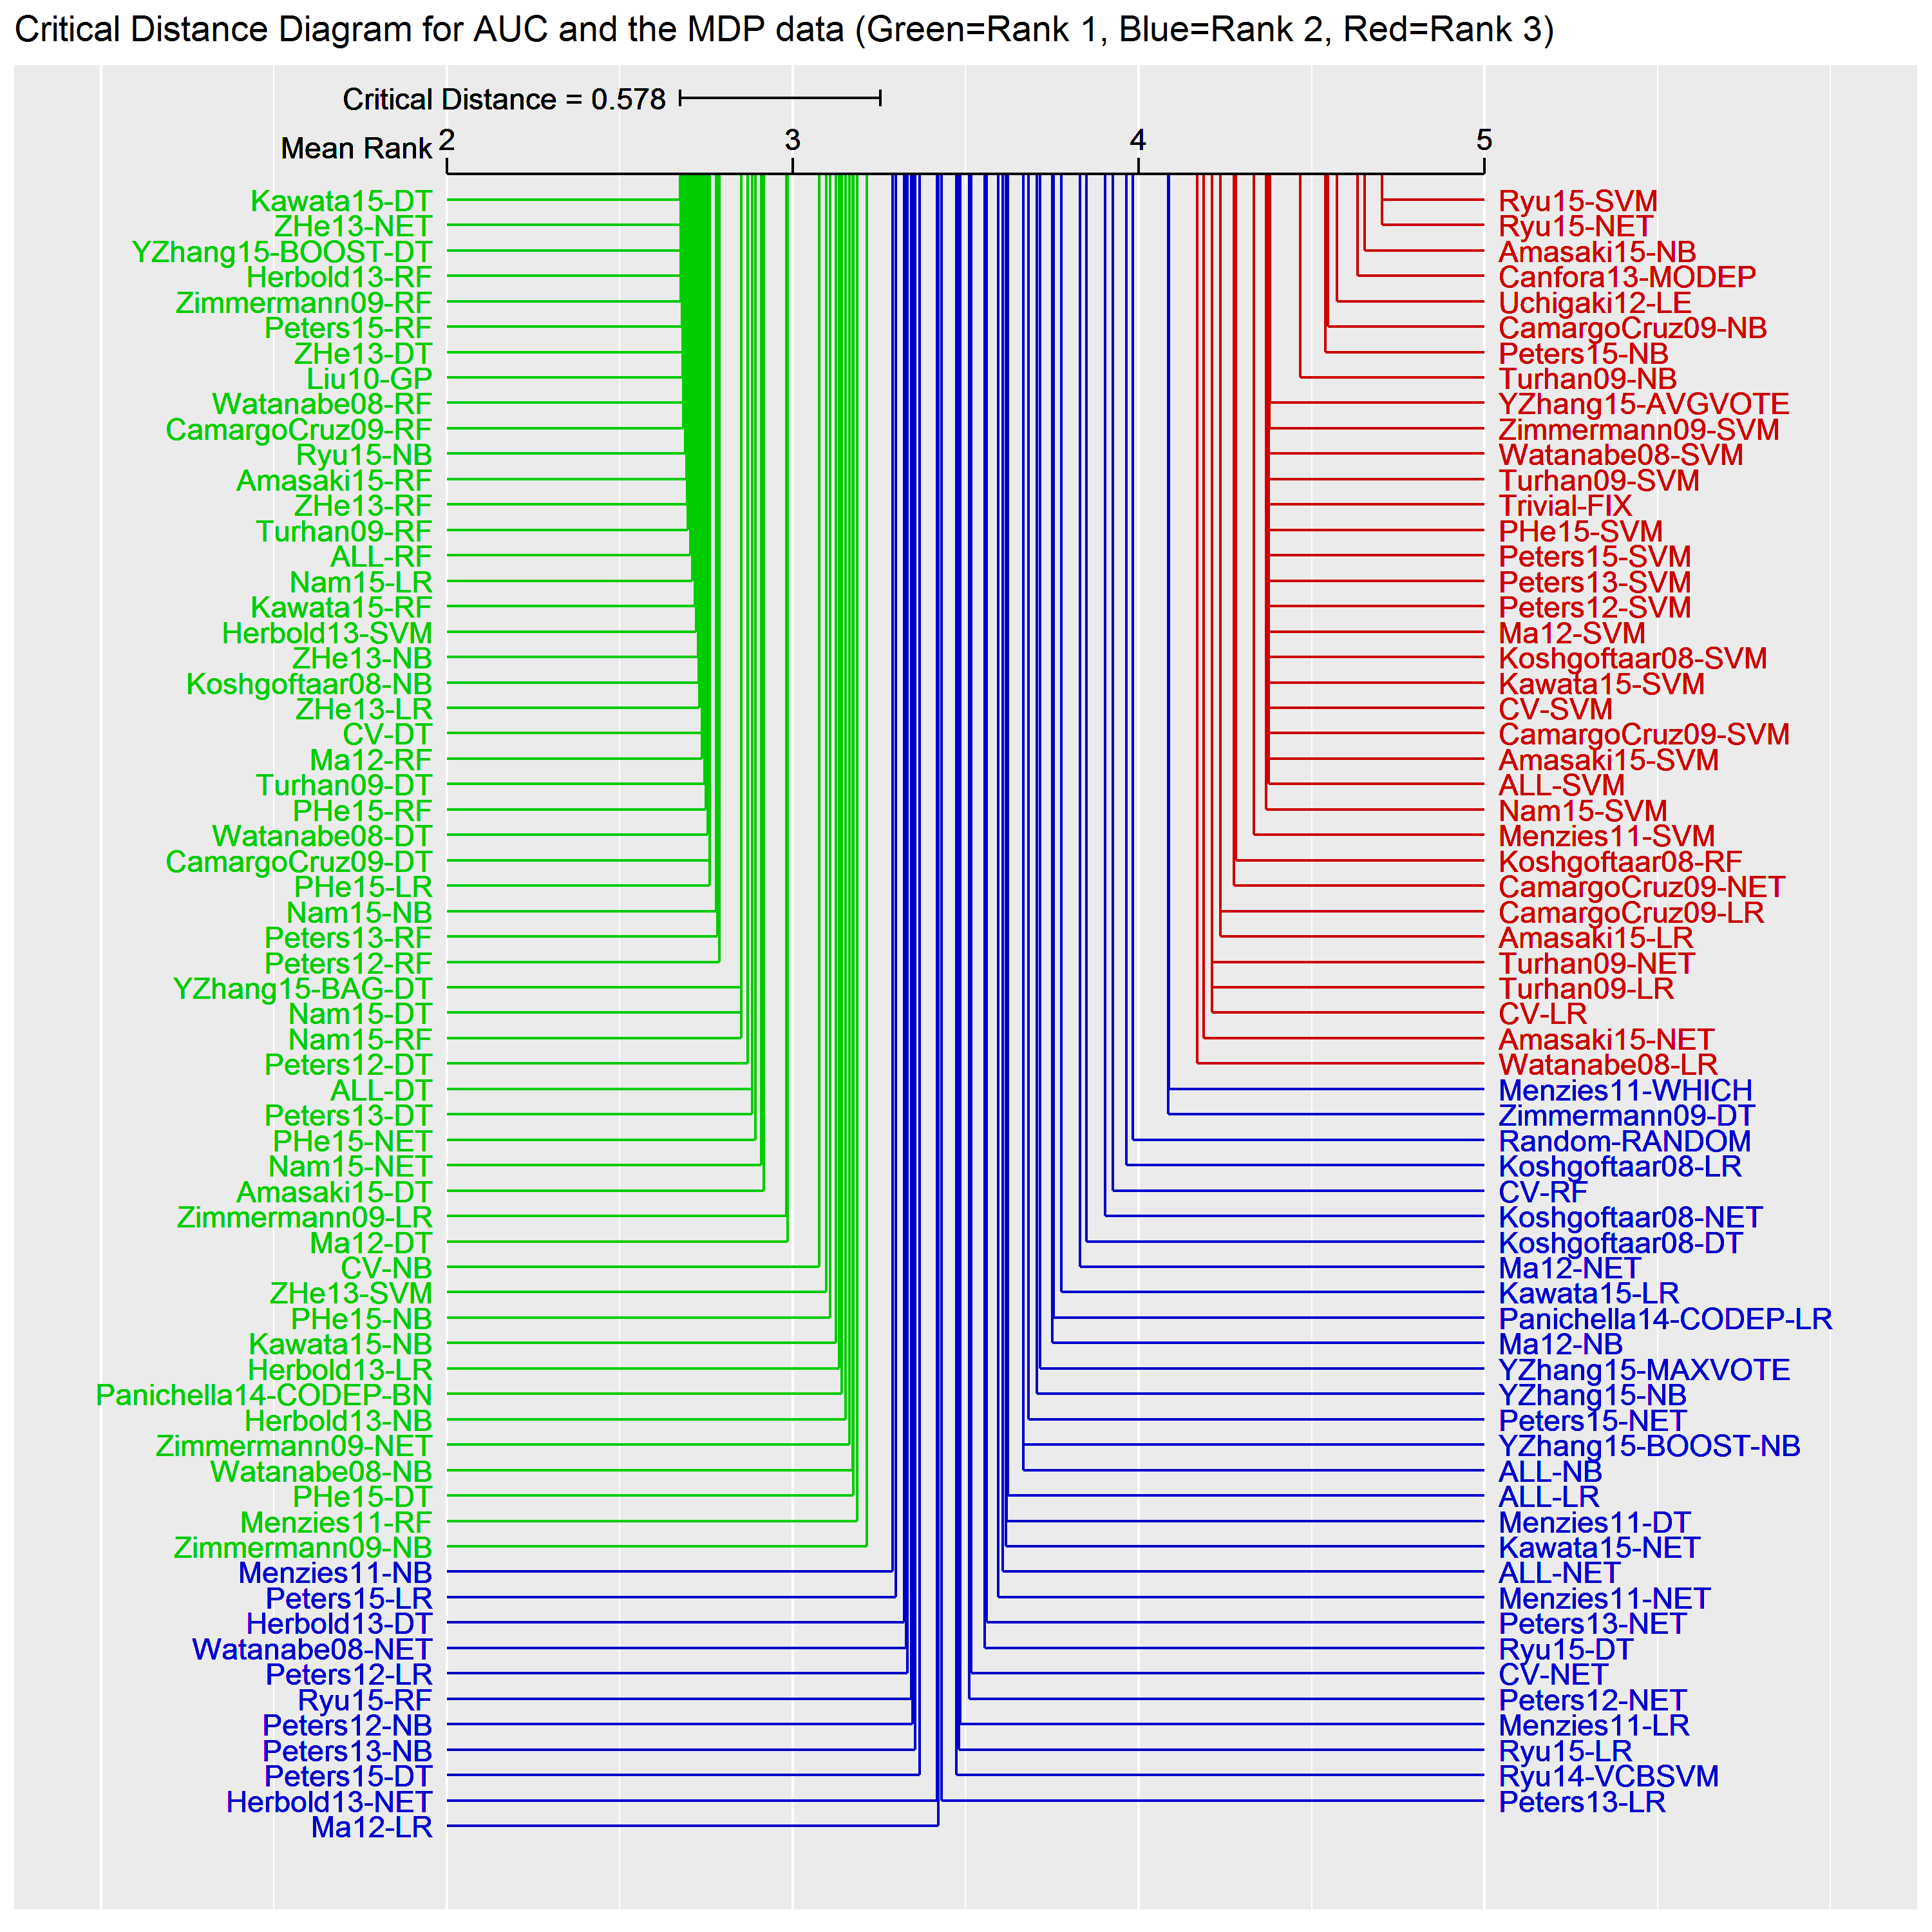 Critical Distance Diagram for AUC and the MDP data (Green=Rank 1, Blue=Rank 2, Red=Rank 3)
Critical Distance = 0.578
Mean Rank
2
3
4
5
Kawata15-DT
ZHe13-NET
YZhang15-BOOST-DT
Herbold13-RF
Zimmermann09-RF
Peters15-RF
ZHe13-DT
Liu10-GP
Watanabe08-RF
CamargoCruz09-RF
Ryu15-NB
Amasaki15-RF
ZHe13-RF
Turhan09-RF
ALL-RF
Nam15-LR
Kawata15-RF
Herbold13-SVM
ZHe13-NB
Koshgoftaar08-NB
ZHe13-LR
CV-DT
Ma12-RF
Turhan09-DT
PHe15-RF
Watanabe08-DT
CamargoCruz09-DT
PHe15-LR
Nam15-NB
Peters13-RF
Peters12-RF
YZhang15-BAG-DT
Nam15-DT
Nam15-RF
Peters12-DT
ALL-DT
Peters13-DT
PHe15-NET
Nam15-NET
Amasaki15-DT
Zimmermann09-LR
Ma12-DT
CV-NB
ZHe13-SVM
PHe15-NB
Kawata15-NB
Herbold13-LR
Panichella14-CODEP-BN
Herbold13-NB
Zimmermann09-NET
Watanabe08-NB
PHe15-DT
Menzies11-RF
Zimmermann09-NB
Menzies11-NB
Peters15-LR
Herbold13-DT
Watanabe08-NET
Peters12-LR
Ryu15-RF
Peters12-NB
Peters13-NB
Peters15-DT
Herbold13-NET
Ma12-LR
Ryu15-SVM
Ryu15-NET
Amasaki15-NB
Canfora13-MODEP
Uchigaki12-LE
CamargoCruz09-NB
Peters15-NB
Turhan09-NB
YZhang15-AVGVOTE
Zimmermann09-SVM
Watanabe08-SVM
Turhan09-SVM
Trivial-FIX
PHe15-SVM
Peters15-SVM
Peters13-SVM
Peters12-SVM
Ma12-SVM
Koshgoftaar08-SVM
Kawata15-SVM
CV-SVM
CamargoCruz09-SVM
Amasaki15-SVM
ALL-SVM
Nam15-SVM
Menzies11-SVM
Koshgoftaar08-RF
CamargoCruz09-NET
CamargoCruz09-LR
Amasaki15-LR
Turhan09-NET
Turhan09-LR
CV-LR
Amasaki15-NET
Watanabe08-LR
Menzies11-WHICH
Zimmermann09-DT
Random-RANDOM
Koshgoftaar08-LR
CV-RF
Koshgoftaar08-NET
Koshgoftaar08-DT
Ma12-NET
Kawata15-LR
Panichella14-CODEP-LR
Ma12-NB
YZhang15-MAXVOTE
YZhang15-NB
Peters15-NET
YZhang15-BOOST-NB
ALL-NB
ALL-LR
Menzies11-DT
Kawata15-NET
ALL-NET
Menzies11-NET
Peters13-NET
Ryu15-DT
CV-NET
Peters12-NET
Menzies11-LR
Ryu15-LR
Ryu14-VCBSVM
Peters13-LR